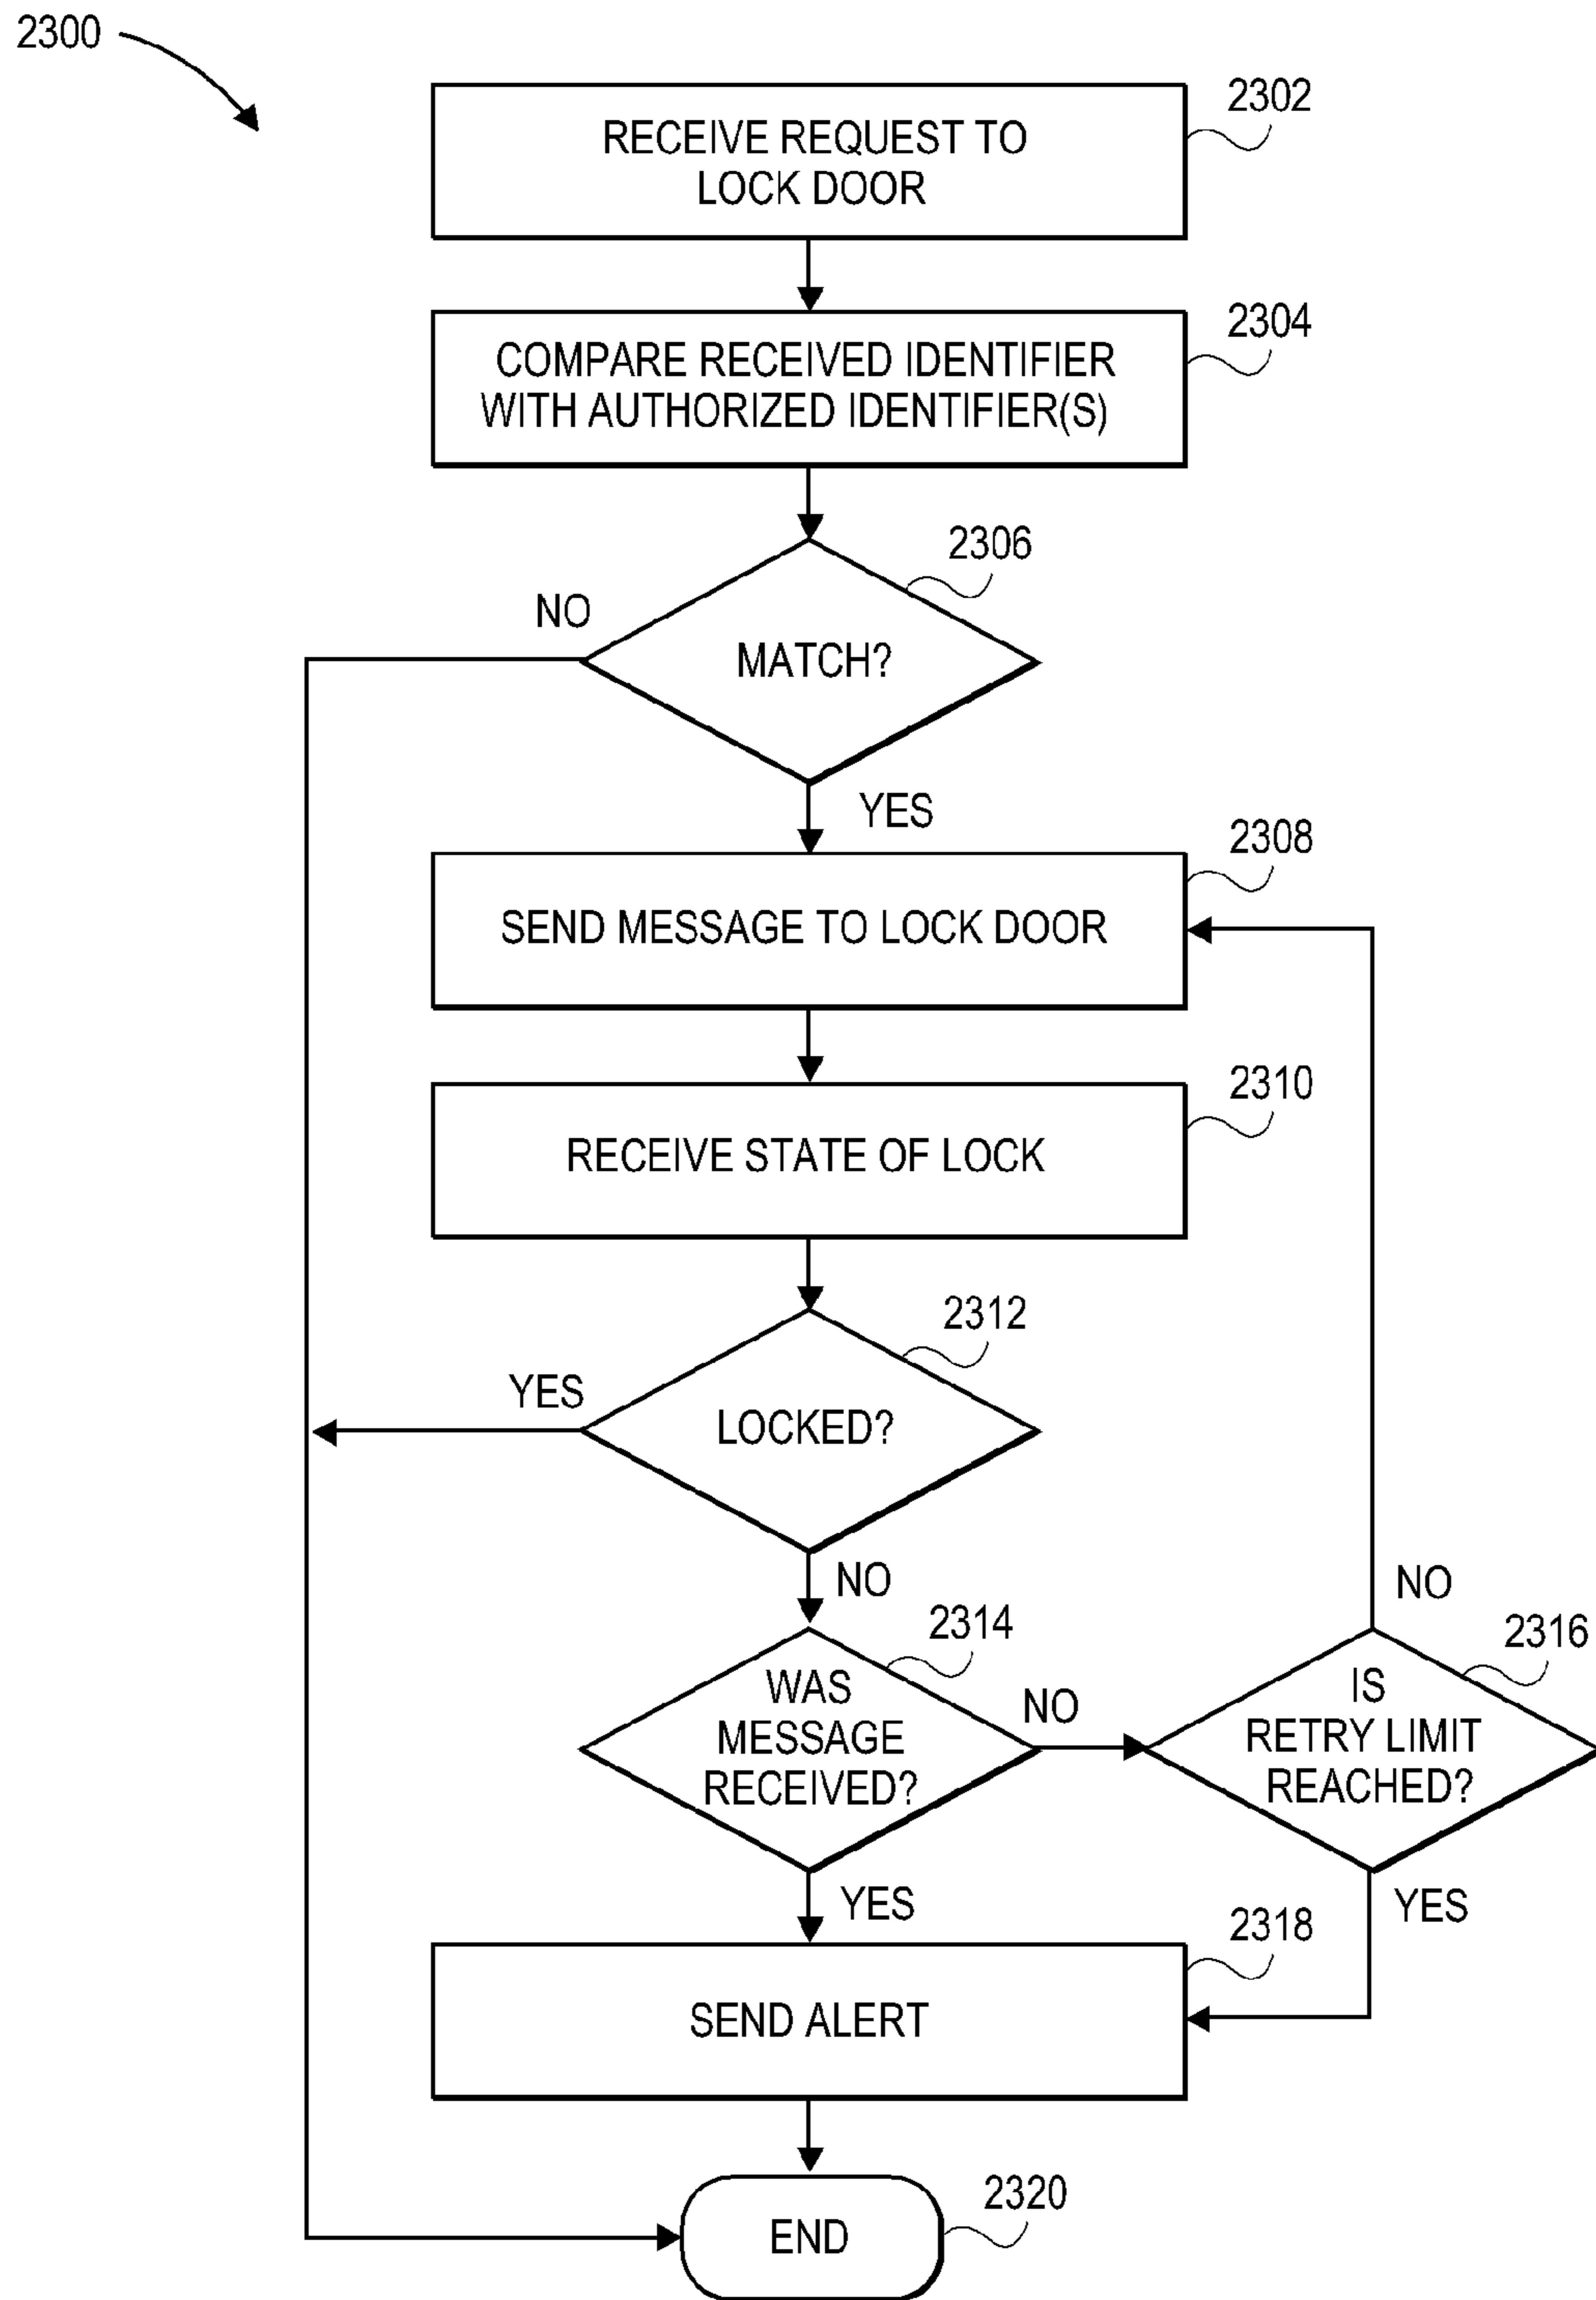 2300
2302
RECEIVE REQUEST TO
LOCK DOOR
2304
COMPARE RECEIVED IDENTIFIER
WITH AUTHORIZED IDENTIFIER(S)
2306
NO
MATCH?
YES
2308
SEND MESSAGE TO LOCK DOOR
2310
RECEIVE STATE OF LOCK
2312
YES
LOCKED?
NO
2314
WAS
MESSAGE
RECEIVED?
NO
NO
2316
IS
RETRY LIMIT
REACHED?
YES
YES
2318
SEND ALERT
2320
END